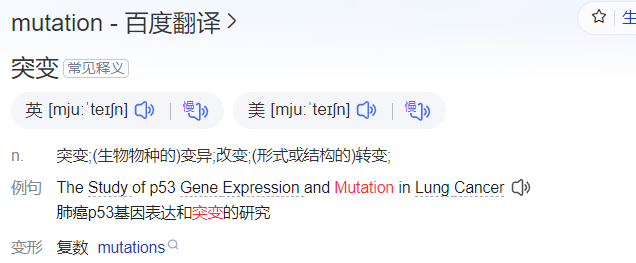 mutation - 百度翻译
突变 常见释义
英 [mjuːˈteɪʃn] 慢 美 [mjuːˈteɪʃn] 慢
n. 突变;(生物物种的)变异;改变;(形式或结构的)转变;
例句 The Study of p53 Gene Expression and Mutation in Lung Cancer
肺癌p53基因表达和突变的研究
变形 复数 mutations